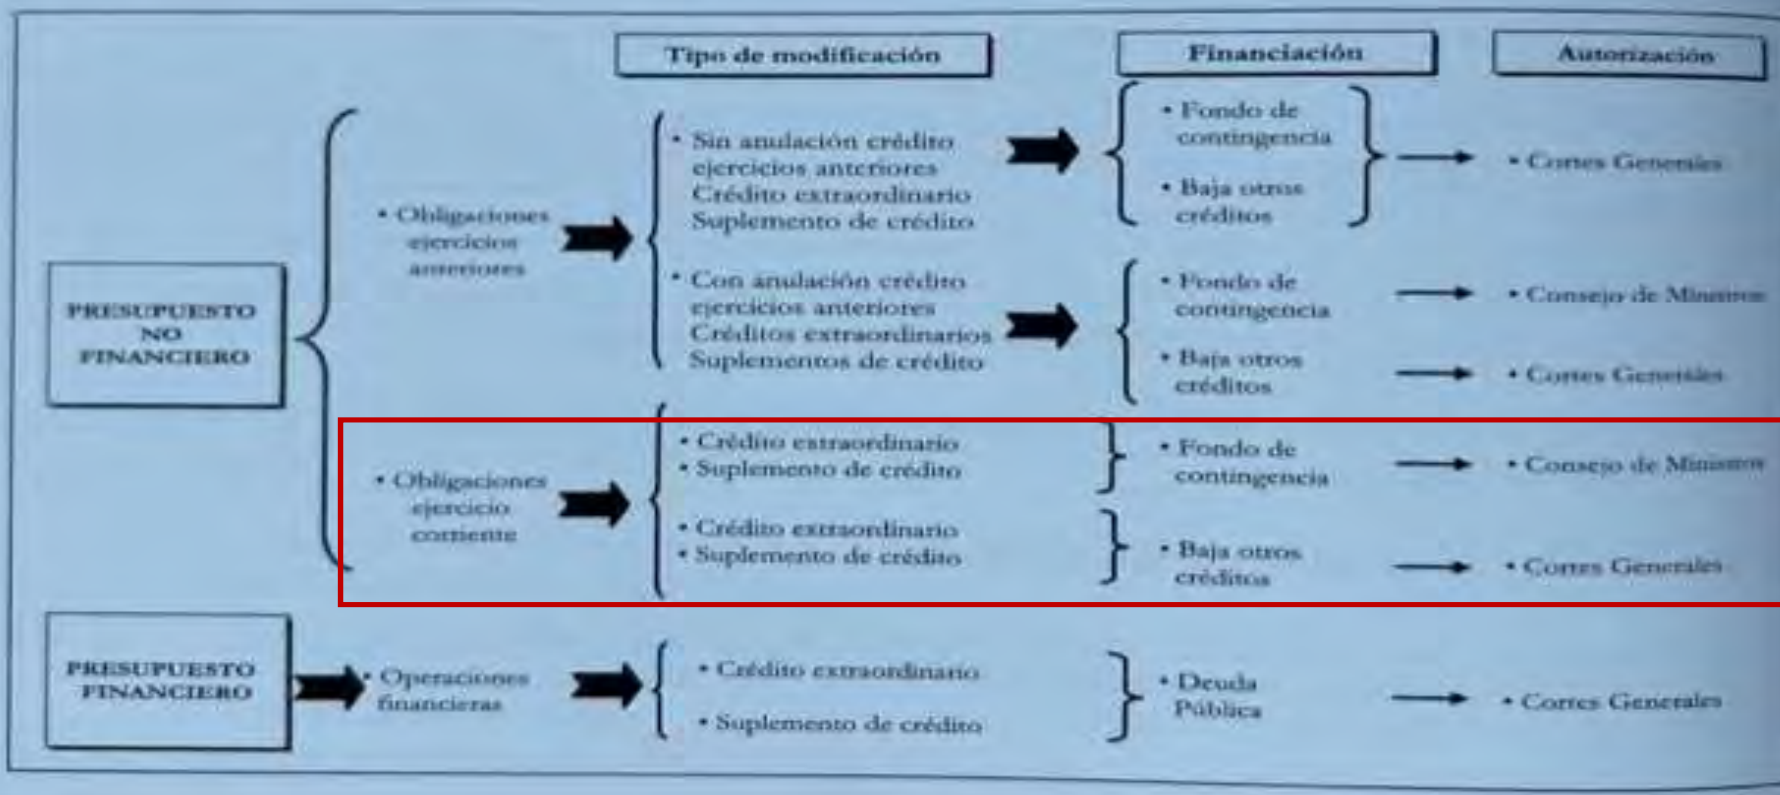 Tipo de modificación
Financiación
Autorización
PRESUPUESTO
NO
FINANCIERO
• Obligaciones
ejercicios
anteriores
• Sin anulación crédito
ejercicios anteriores
Crédito extraordinario
Suplemento de crédito
• Fondo de
contingencia
• Baja otros
créditos
• Cortes Generales
• Con anulación crédito
ejercicios anteriores
Créditos extraordinarios
Suplementos de crédito
• Fondo de
contingencia
• Consejo de Ministros
• Baja otros
créditos
• Cortes Generales
• Obligaciones
ejercicio
corriente
• Crédito extraordinario
• Suplemento de crédito
• Fondo de
contingencia
• Consejo de Ministros
• Crédito extraordinario
• Suplemento de crédito
• Baja otros
créditos
• Cortes Generales
PRESUPUESTO
FINANCIERO
• Operaciones
financieras
• Crédito extraordinario
• Suplemento de crédito
• Deuda
Pública
• Cortes Generales